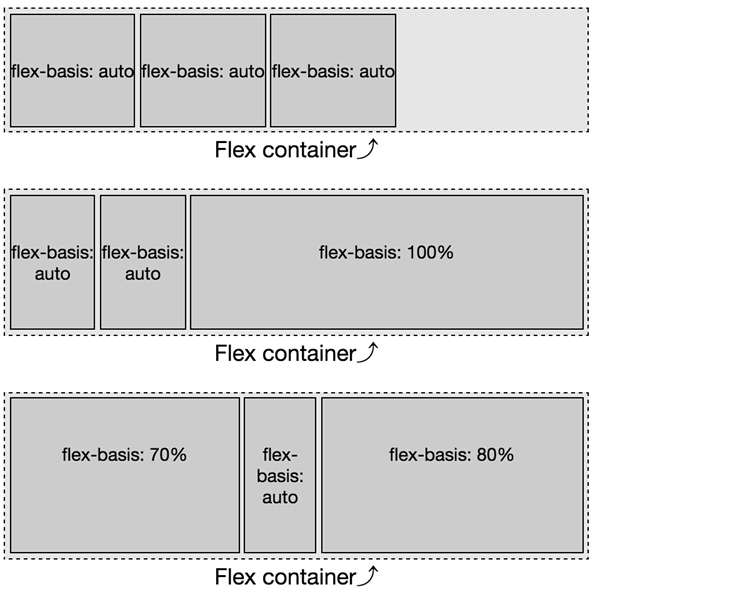 flex-basis: auto flex-basis: auto flex-basis: auto
Flex container
flex-basis:
auto
flex-basis:
auto
flex-basis: 100%
Flex container
flex-basis: 70%
flex-
basis:
auto
flex-basis: 80%
Flex container